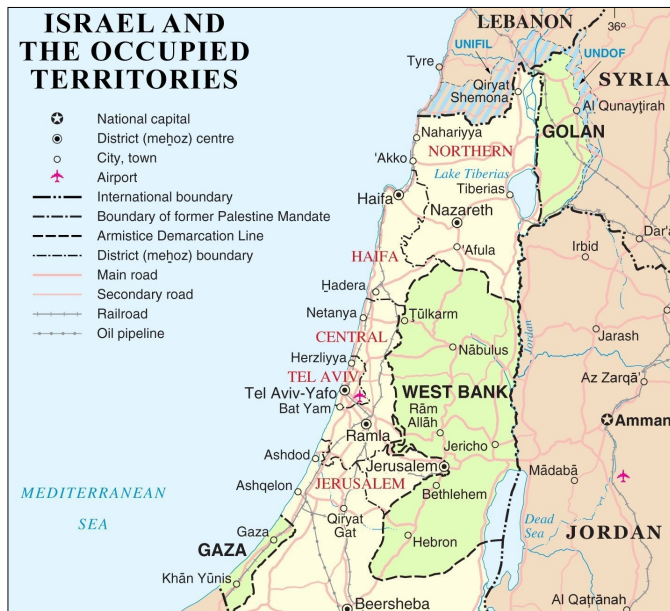 ISRAEL AND
THE OCCUPIED
TERRITORIES
National capital
District (meḥoz) centre
City, town
Airport
International boundary
Boundary of former Palestine Mandate
Armistice Demarcation Line
District (meḥoz) boundary
Main road
Secondary road
Railroad
Oil pipeline
LEBANON
36°
UNIFIL
UNDOF
Tyre
SYRIA
Qiryat
Shemona
Al Qunayṭirah
GOLAN
Nahariyya
NORTHERN
'Akko
Lake Tiberias
Tiberias
Haifa
Nazareth
Dar'a
'Afula
Irbid
HAIFA
Ḥadera
Netanya
Ṭūlkarm
CENTRAL
Jordan
Jarash
Nābulus
Herzliyya
TEL AVIV
Az Zarqā'
Tel Aviv-Yafo
WEST BANK
Bat Yam
Rām
Allāh
Amman
Ramla
Jericho
Ashdod
Jerusalem
Mādabā
JERUSALEM
Ashqelon
Bethlehem
MEDITERRANEAN
SEA
Qiryat
Gat
Dead
Sea
Gaza
Hebron
JORDAN
GAZA
Khān Yūnis
Beersheba
Al Qaṭrānah